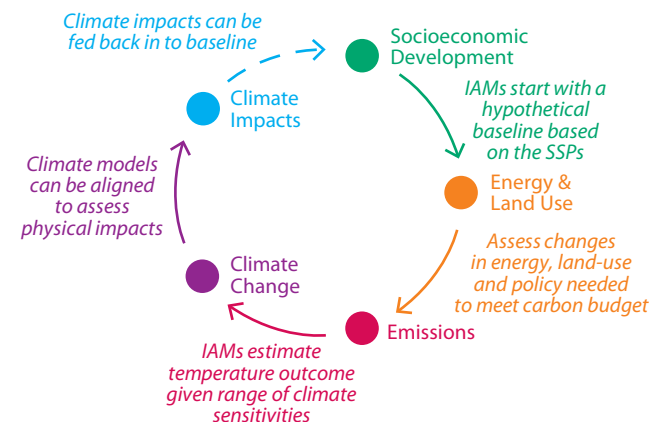 Climate impacts can be
fed back in to baseline
Socioeconomic
Development
IAMs start with a
hypothetical
baseline based
on the SSPs
Climate
Impacts
Climate models
can be aligned
to assess
physical impacts
Energy &
Land Use
Assess changes
in energy, land-use
and policy needed
to meet carbon budget
Climate
Change
Emissions
IAMs estimate
temperature outcome
given range of climate
sensitivities